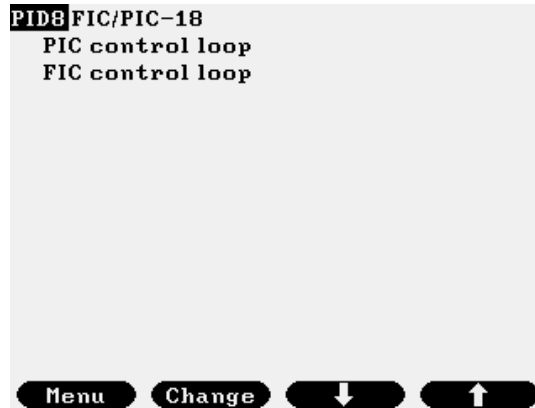 PID8 FIC/PIC-18
PIC control loop
FIC control loop
Menu Change